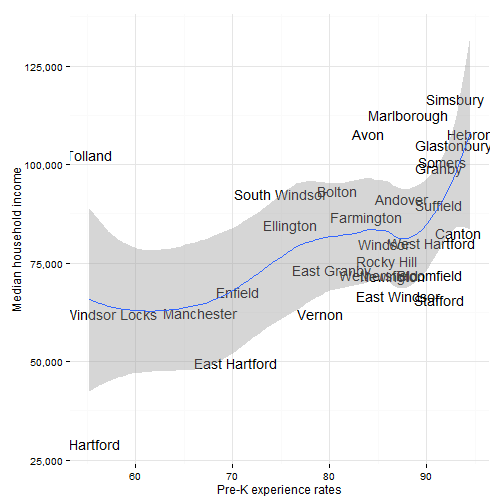 125,000
100,000
75,000
50,000
25,000
Median household income
Simsbury
Marlborough
Avon
Hebron
Glastonbury
Tolland
Somers
Granby
South Windsor
Bolton
Andover
Suffield
Farmington
Ellington
Canton
Windsor
West Hartford
Rocky Hill
East Granby
Wethersfield
Newington
Bloomfield
Enfield
East Windsor
Stafford
Windsor Locks
Manchester
Vernon
East Hartford
Hartford
60
70
80
90
Pre-K experience rates